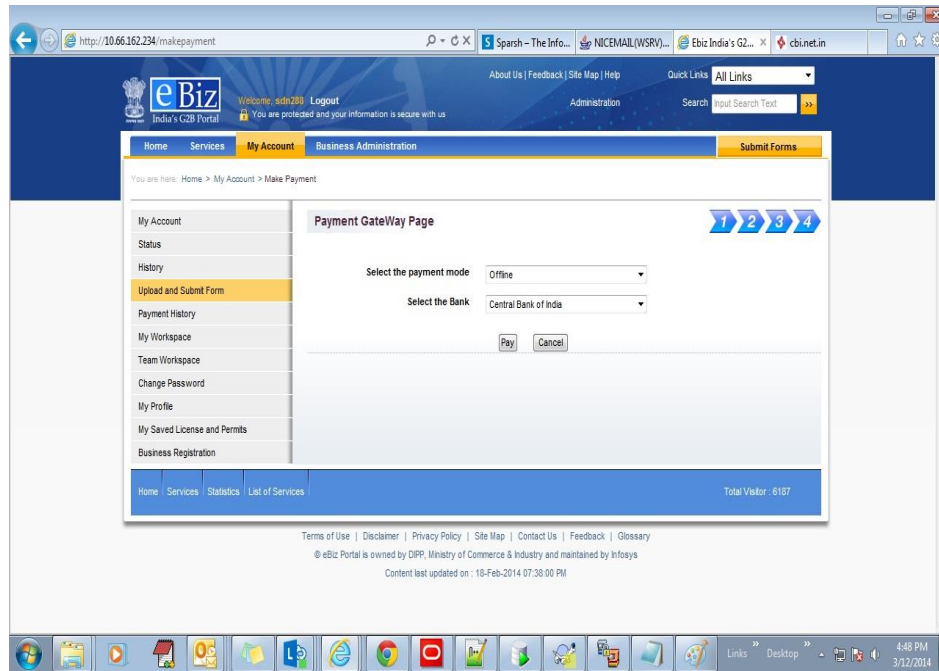 http://10.66.162.234/makepayment
Sparsh – The Info...
NICEMAIL(WSRV)...
Ebiz India's G2...
cbi.net.in
About Us | Feedback | Site Map | Help
Quick Links
All Links
eBiz
India's G2B Portal
Welcome, sdn288 Logout
You are protected and your information is secure with us
Administration
Search
Input Search Text
Home
Services
My Account
Business Administration
Submit Forms
You are here: Home > My Account > Make Payment
My Account
Status
History
Upload and Submit Form
Payment History
My Workspace
Team Workspace
Change Password
My Profile
My Saved License and Permits
Business Registration
Payment GateWay Page
1 2 3 4
Select the payment mode
Offline
Select the Bank
Central Bank of India
Pay
Cancel
Home | Services | Statistics | List of Services |
Total Visitor : 6187
Terms of Use | Disclaimer | Privacy Policy | Site Map | Contact Us | Feedback | Glossary
© eBiz Portal is owned by DIPP, Ministry of Commerce & Industry and maintained by Infosys
Content last updated on : 18-Feb-2014 07:38:00 PM
Links
Desktop
4:48 PM
3/12/2014